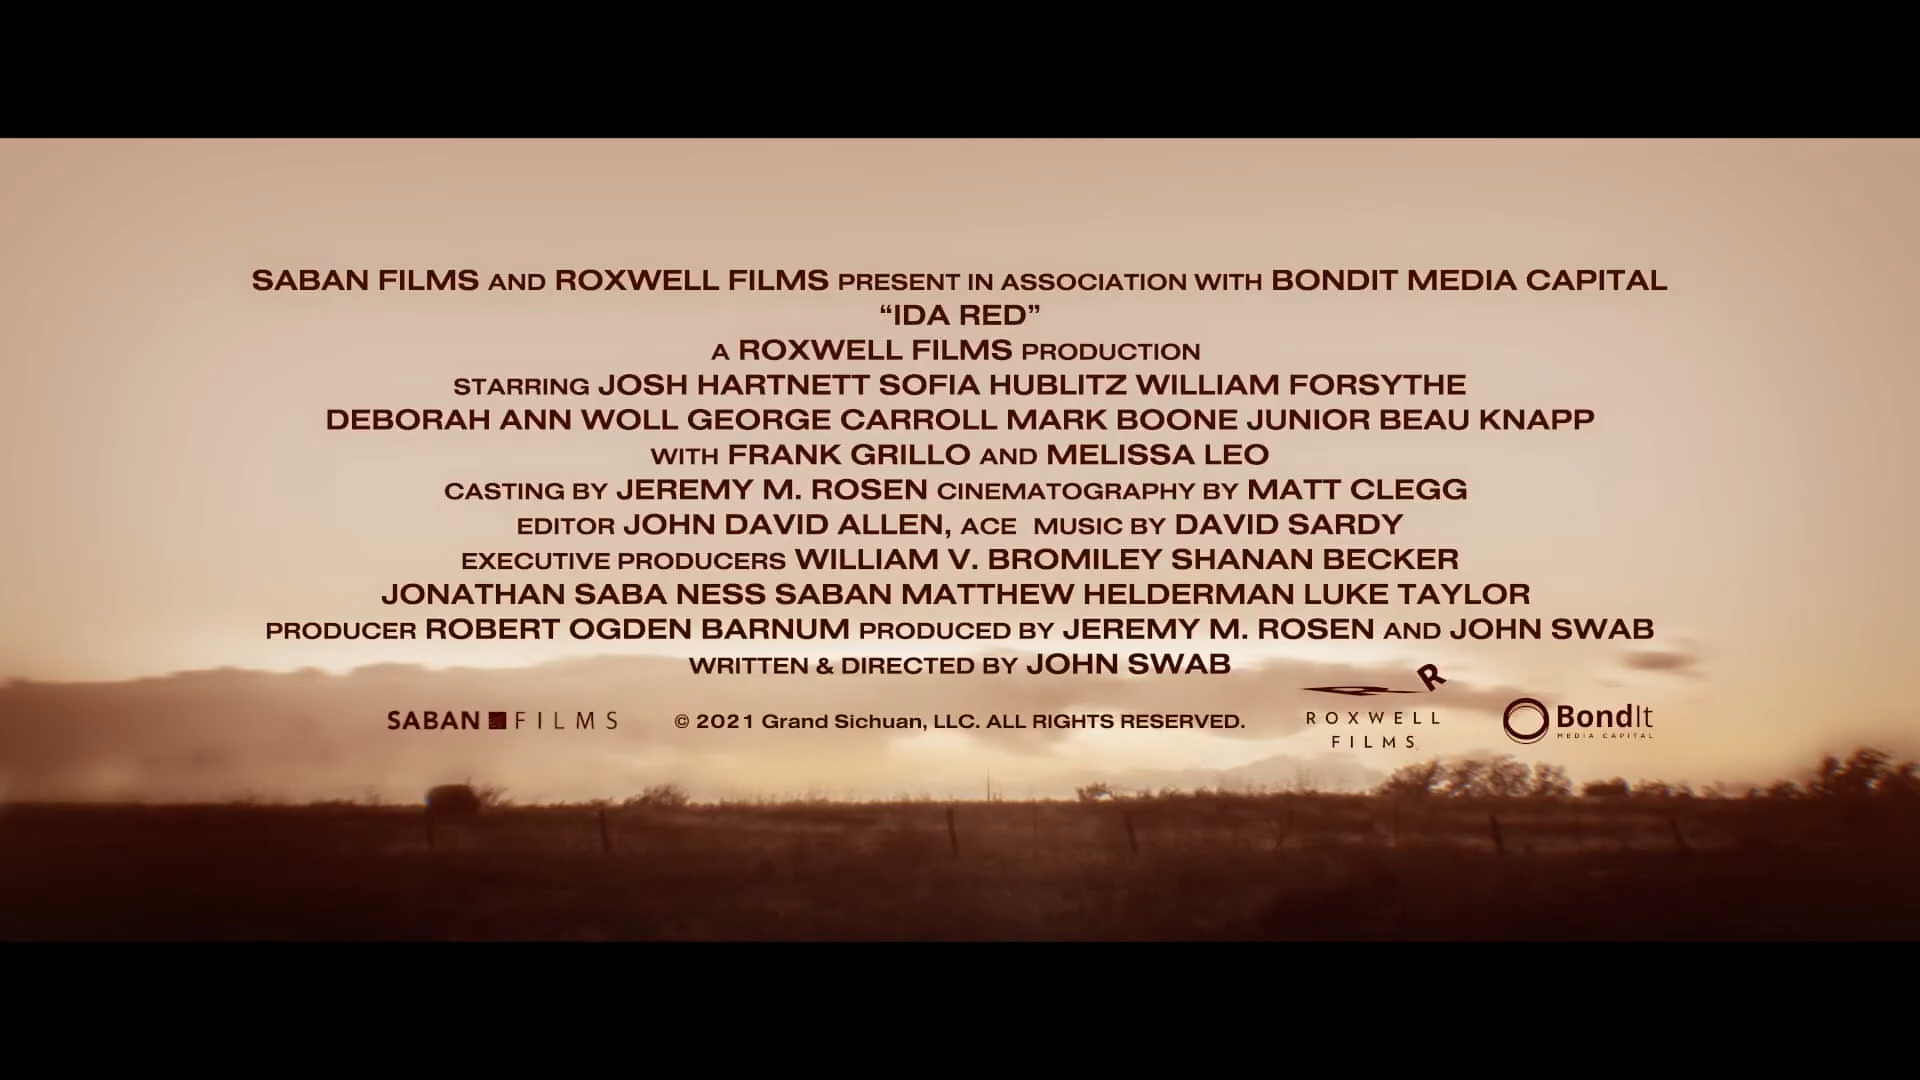 SABAN FILMS AND ROXWELL FILMS PRESENT IN ASSOCIATION WITH BONDIT MEDIA CAPITAL
“IDA RED”
A ROXWELL FILMS PRODUCTION
STARRING JOSH HARTNETT SOFIA HUBLITZ WILLIAM FORSYTHE
DEBORAH ANN WOLL GEORGE CARROLL MARK BOONE JUNIOR BEAU KNAPP
WITH FRANK GRILLO AND MELISSA LEO
CASTING BY JEREMY M. ROSEN CINEMATOGRAPHY BY MATT CLEGG
EDITOR JOHN DAVID ALLEN, ACE MUSIC BY DAVID SARDY
EXECUTIVE PRODUCERS WILLIAM V. BROMILEY SHANAN BECKER
JONATHAN SABA NESS SABAN MATTHEW HELDERMAN LUKE TAYLOR
PRODUCER ROBERT OGDEN BARNUM PRODUCED BY JEREMY M. ROSEN AND JOHN SWAB
WRITTEN & DIRECTED BY JOHN SWAB
SABAN FILMS
© 2021 Grand Sichuan, LLC. ALL RIGHTS RESERVED.
R
ROXWELL
FILMS
BondIt
MEDIA CAPITAL